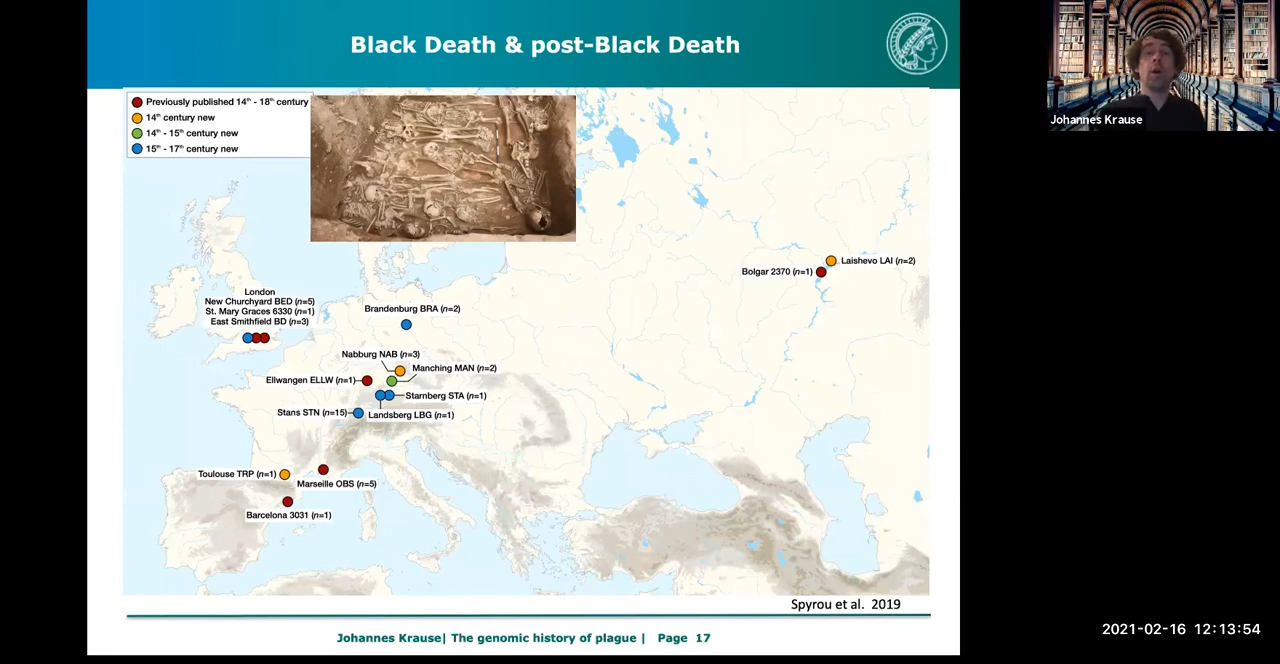 Black Death & post-Black Death
Previously published 14th - 18th century
14th century new
14th - 15th century new
15th - 17th century new
Johannes Krause
Laishevo LAI (n=2)
Bolgar 2370 (n=1)
London
New Churchyard BED (n=5)
St. Mary Graces 6330 (n=1)
East Smithfield BD (n=3)
Brandenburg BRA (n=2)
Nabburg NAB (n=3)
Manching MAN (n=2)
Ellwangen ELLW (n=1)
Starnberg STA (n=1)
Stans STN (n=15)
Landsberg LBG (n=1)
Toulouse TRP (n=1)
Marseille OBS (n=5)
Barcelona 3031 (n=1)
Spyrou et al. 2019
Johannes Krause| The genomic history of plague | Page 17
2021-02-16 12:13:54